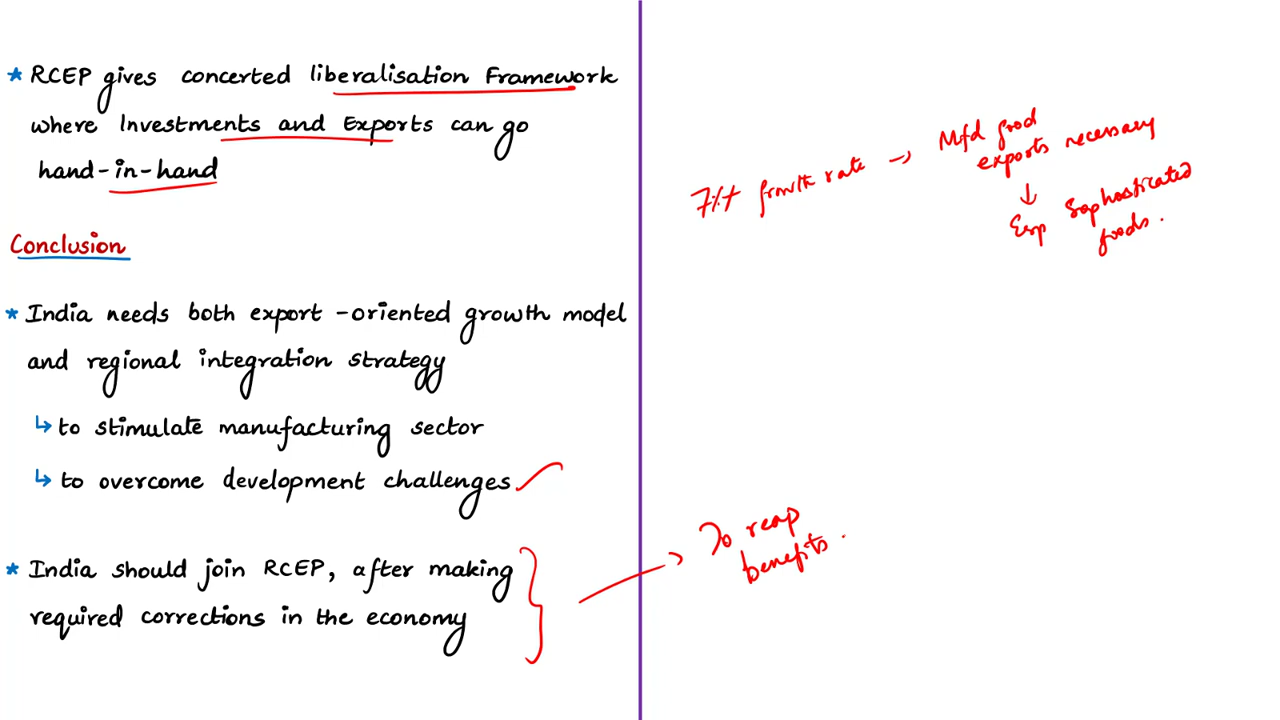 * RCEP gives concerted liberalisation Framework
where Investments and Exports can go
hand-in-hand
Conclusion
* India needs both export-oriented growth model
and regional integration strategy
↳ to stimulate manufacturing sector
↳ to overcome development challenges
* India should join RCEP, after making
required corrections in the economy
7%+ growth rate →
Mfd good
exports necessary
↓
Esp Sophisticated
goods.
→ To reap
benefits.